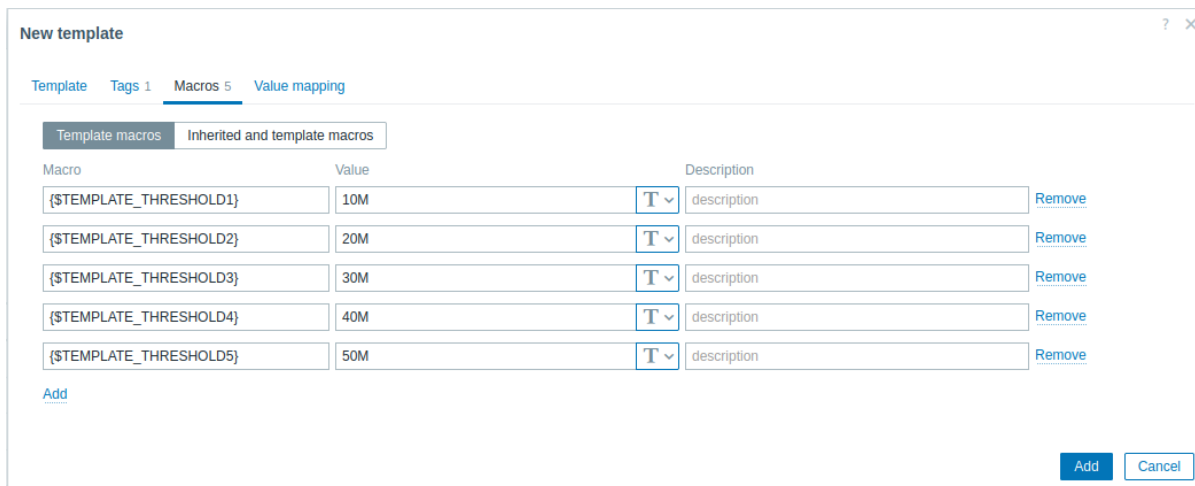 New template
?
Template Tags 1 Macros 5 Value mapping
Template macros Inherited and template macros
Macro Value Description
{$TEMPLATE_THRESHOLD1} 10M T description Remove
{$TEMPLATE_THRESHOLD2} 20M T description Remove
{$TEMPLATE_THRESHOLD3} 30M T description Remove
{$TEMPLATE_THRESHOLD4} 40M T description Remove
{$TEMPLATE_THRESHOLD5} 50M T description Remove
Add
Add Cancel